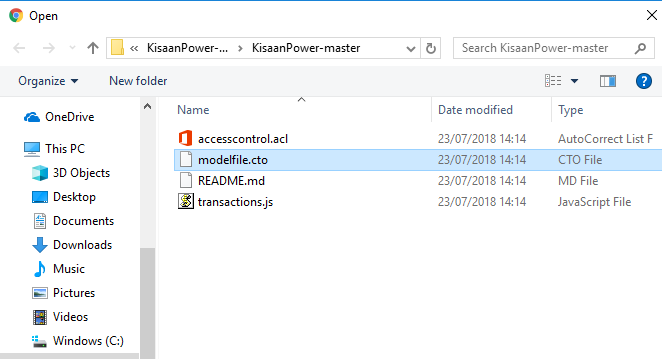 Open
« KisaanPower-... > KisaanPower-master
Search KisaanPower-master
Organize
New folder
OneDrive
This PC
3D Objects
Desktop
Documents
Downloads
Music
Pictures
Videos
Windows (C:)
Name Date modified Type
accesscontrol.acl 23/07/2018 14:14 AutoCorrect List F
modelfile.cto 23/07/2018 14:14 CTO File
README.md 23/07/2018 14:14 MD File
transactions.js 23/07/2018 14:14 JavaScript File